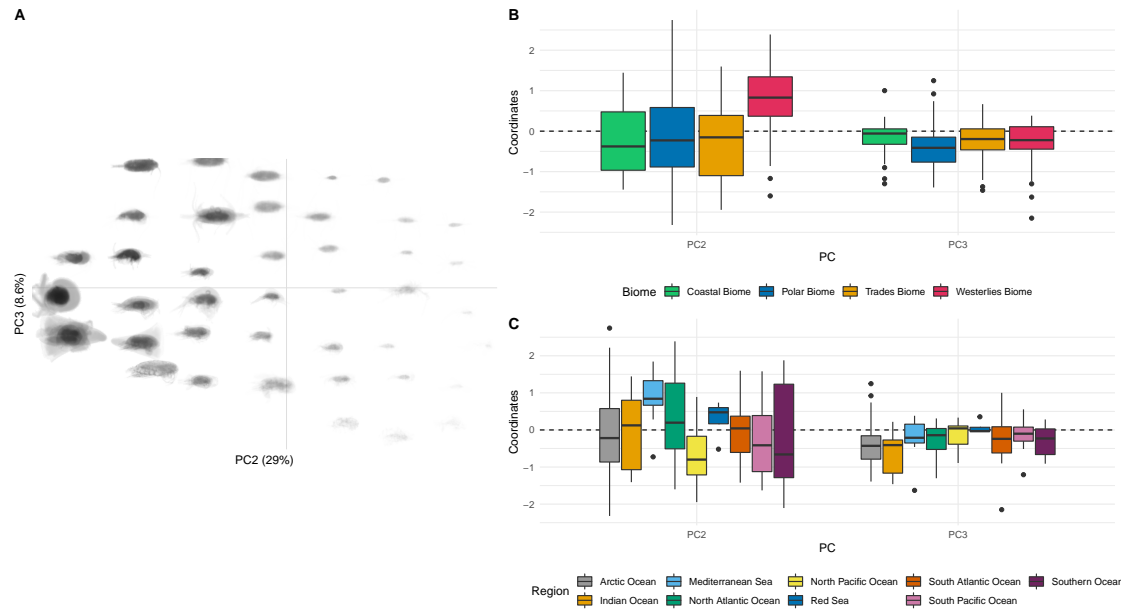 A
PC3 (8.6%)
PC2 (29%)
B
Coordinates
2
1
0
−1
−2
PC2
PC3
PC
Biome Coastal Biome Polar Biome Trades Biome Westerlies Biome
C
Coordinates
2
1
0
−1
−2
PC2
PC3
PC
Region
Arctic Ocean Mediterranean Sea North Pacific Ocean South Atlantic Ocean Southern Ocean
Indian Ocean North Atlantic Ocean Red Sea South Pacific Ocean